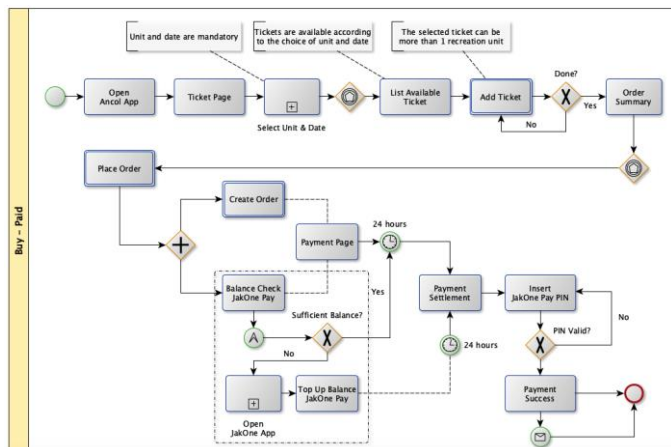 Buy - Paid
Unit and date are mandatory
Tickets are available according
to the choice of unit and date
The selected ticket can be
more than 1 recreation unit
Open
Ancol App
Ticket Page
Select Unit & Date
List Available
Ticket
Add Ticket
Done?
Yes
No
Order
Summary
Place Order
Create Order
Payment Page
24 hours
Balance Check
JakOne Pay
Yes
Sufficient Balance?
A
No
Open
JakOne App
Top Up Balance
JakOne Pay
24 hours
Payment
Settlement
Insert
JakOne Pay PIN
No
PIN Valid?
Payment
Success